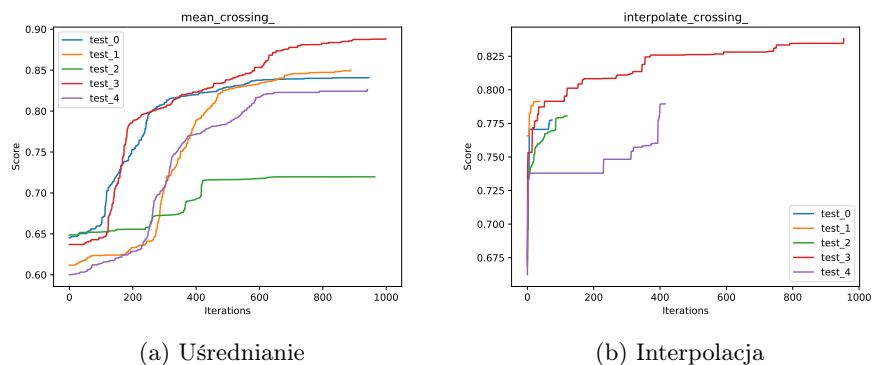 mean_crossing_
0.90
0.85
0.80
0.75
0.70
0.65
0.60
Score
test_0
test_1
test_2
test_3
test_4
0 200 400 600 800 1000
Iterations
(a) Uśrednianie
interpolate_crossing_
0.825
0.800
0.775
0.750
0.725
0.700
0.675
Score
test_0
test_1
test_2
test_3
test_4
0 200 400 600 800 1000
Iterations
(b) Interpolacja